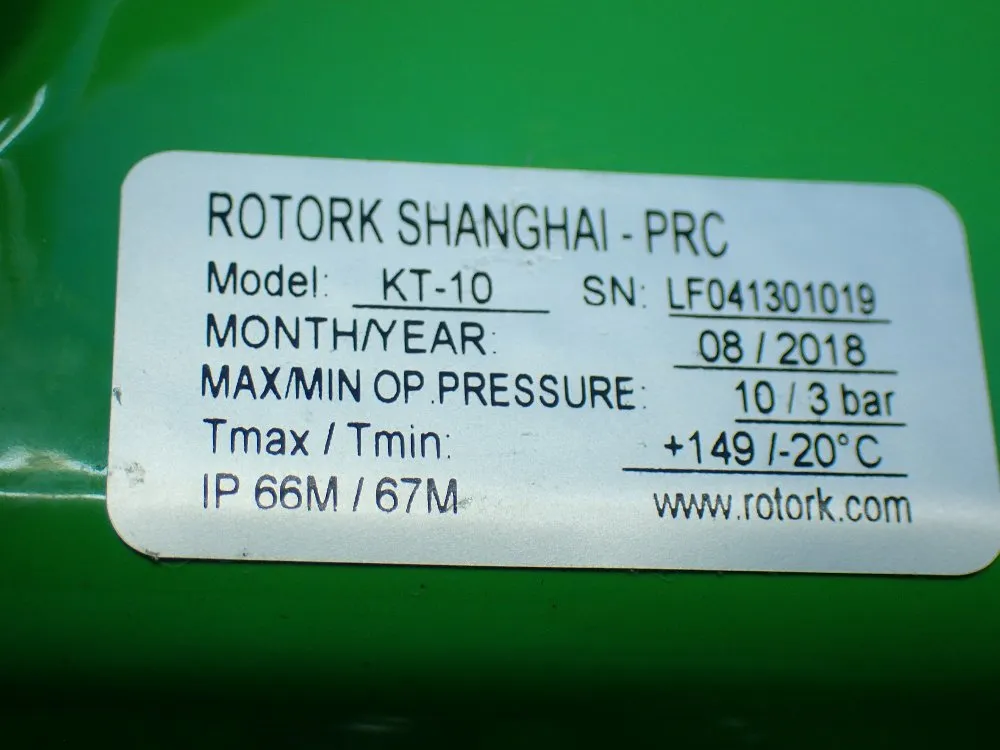 ROTORK SHANGHAI - PRC
Model: KT-10 SN: LF041301019
MONTH/YEAR: 08 / 2018
MAX/MIN OP.PRESSURE: 10 / 3 bar
Tmax / Tmin: +149 /-20°C
IP 66M / 67M www.rotork.com